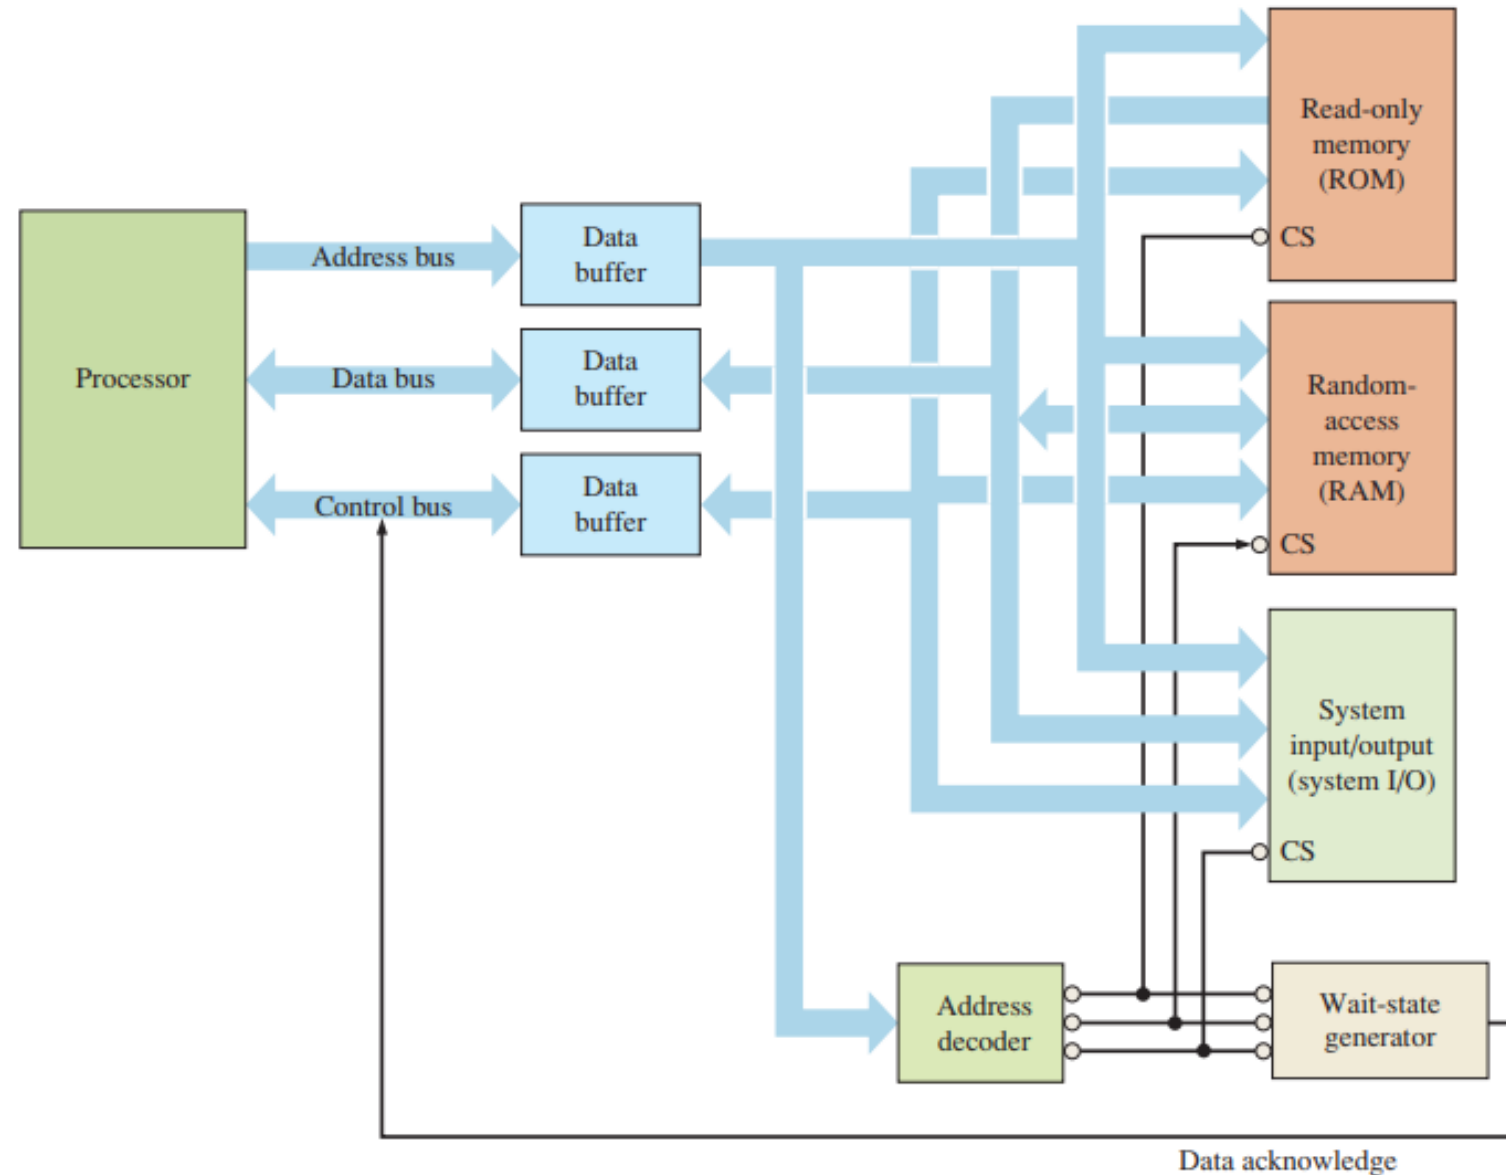 Read-only
memory
(ROM)
CS
Address bus
Data
buffer
Processor
Data bus
Data
buffer
Random-
access
memory
(RAM)
CS
Control bus
Data
buffer
System
input/output
(system I/O)
CS
Address
decoder
Wait-state
generator
Data acknowledge